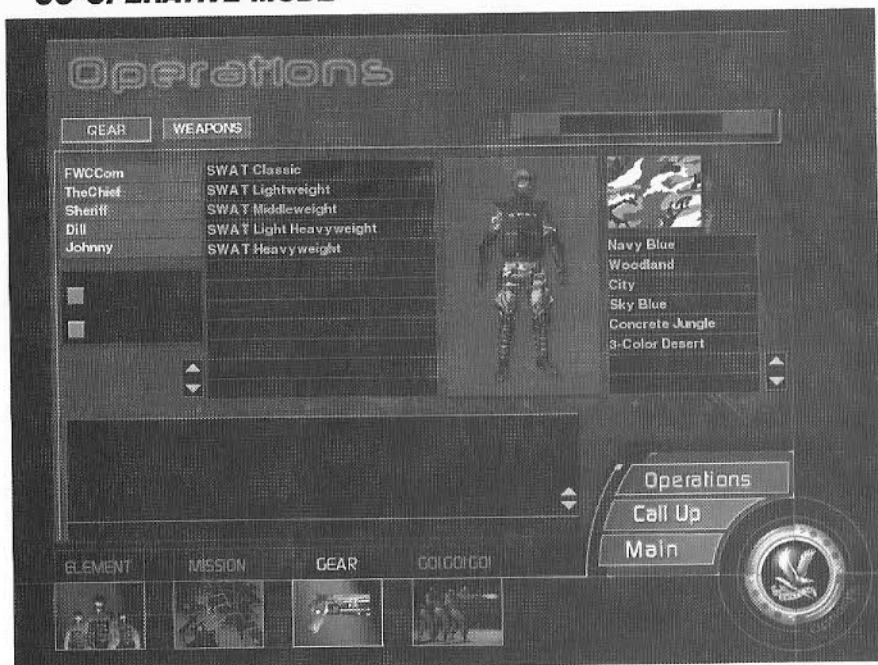 CO-OPERATIVE MODE
Operations
GEAR
WEAPONS
FWCCom
TheChief
Sheriff
Dill
Johnny
SWAT Classic
SWAT Lightweight
SWAT Middleweight
SWAT Light Heavyweight
SWAT Heavyweight
Navy Blue
Woodland
City
Sky Blue
Concrete Jungle
3-Color Desert
Operations
Call Up
Main
ELEMENT
MISSION
GEAR
GO!GO!GO!